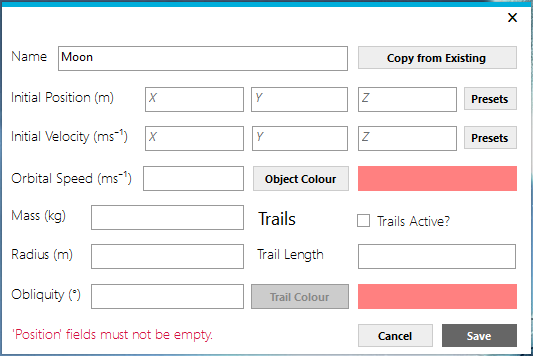 Name Moon Copy from Existing
Initial Position (m) X Y Z Presets
Initial Velocity (ms⁻¹) X Y Z Presets
Orbital Speed (ms⁻¹) Object Colour
Mass (kg) Trails Trails Active?
Radius (m) Trail Length
Obliquity (°) Trail Colour
'Position' fields must not be empty. Cancel Save